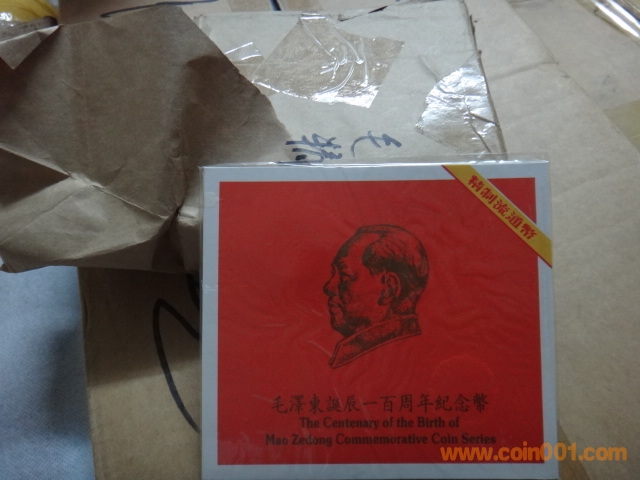 精制流通幣
毛澤東誕辰一百周年紀念幣
The Centenary of the Birth of
Mao Zedong Commemorative Coin Series
www.coin001.com